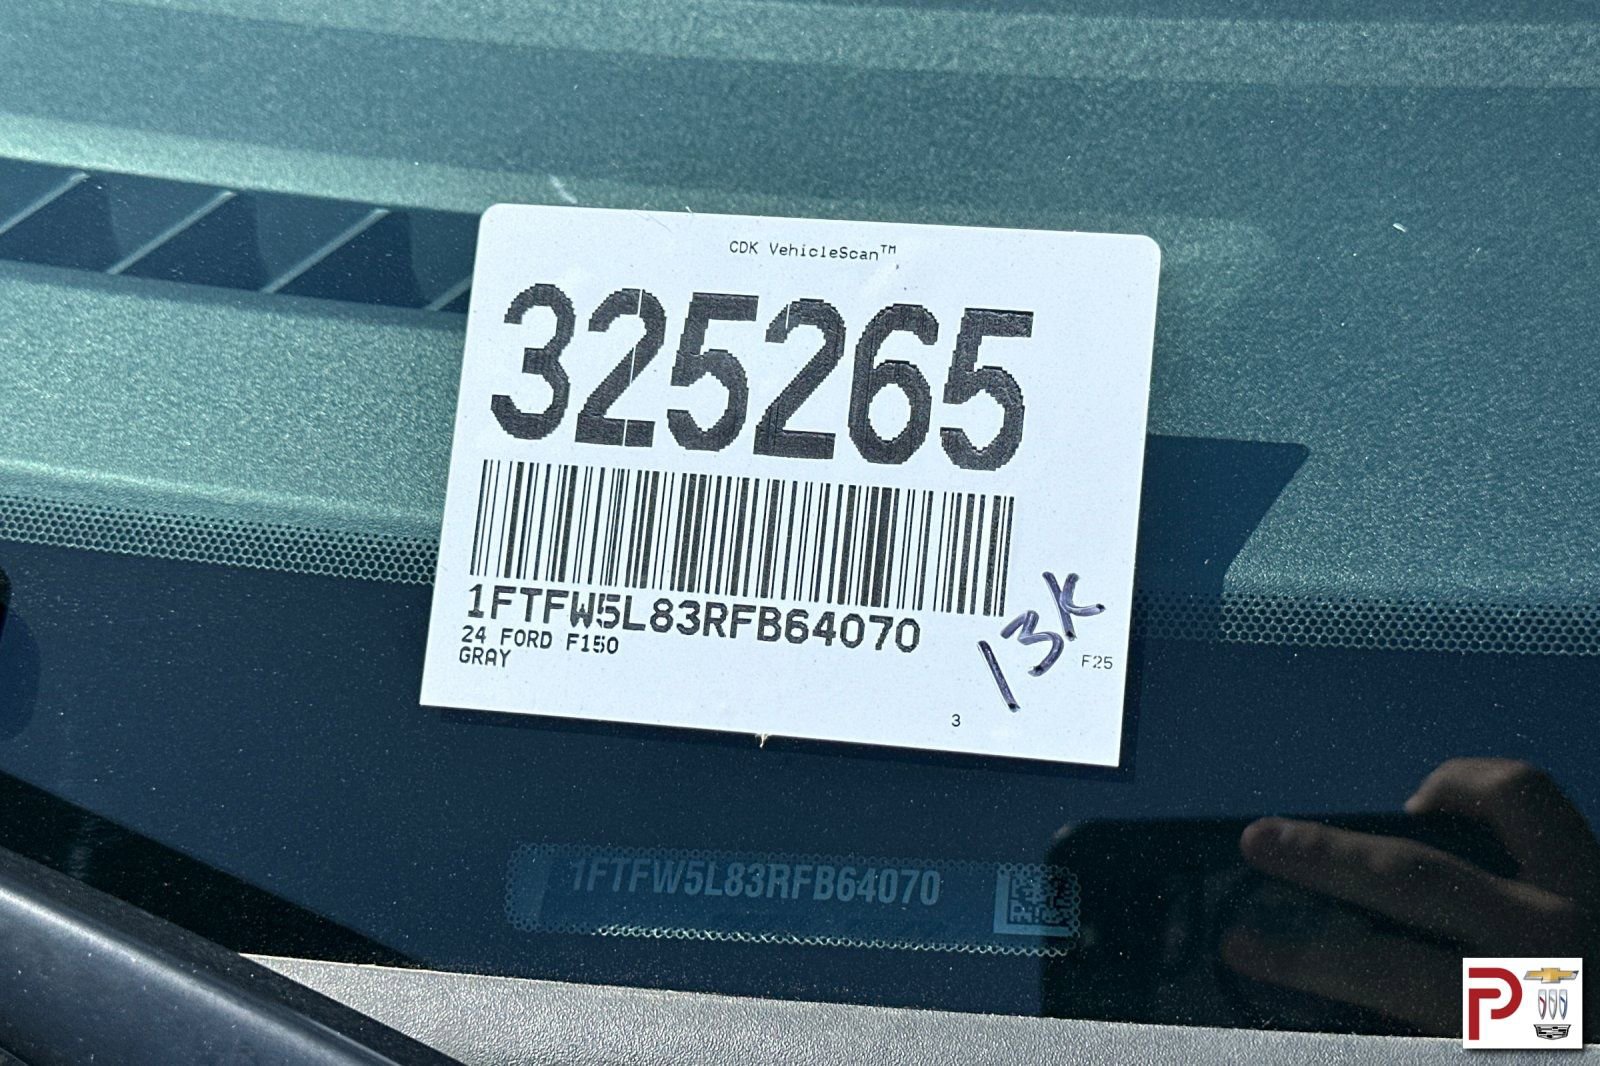 CDK VehicleScan™
325265
1FTFW5L83RFB64070
24 FORD F150
GRAY
13K
F25
3
1FTFW5L83RFB64070
P